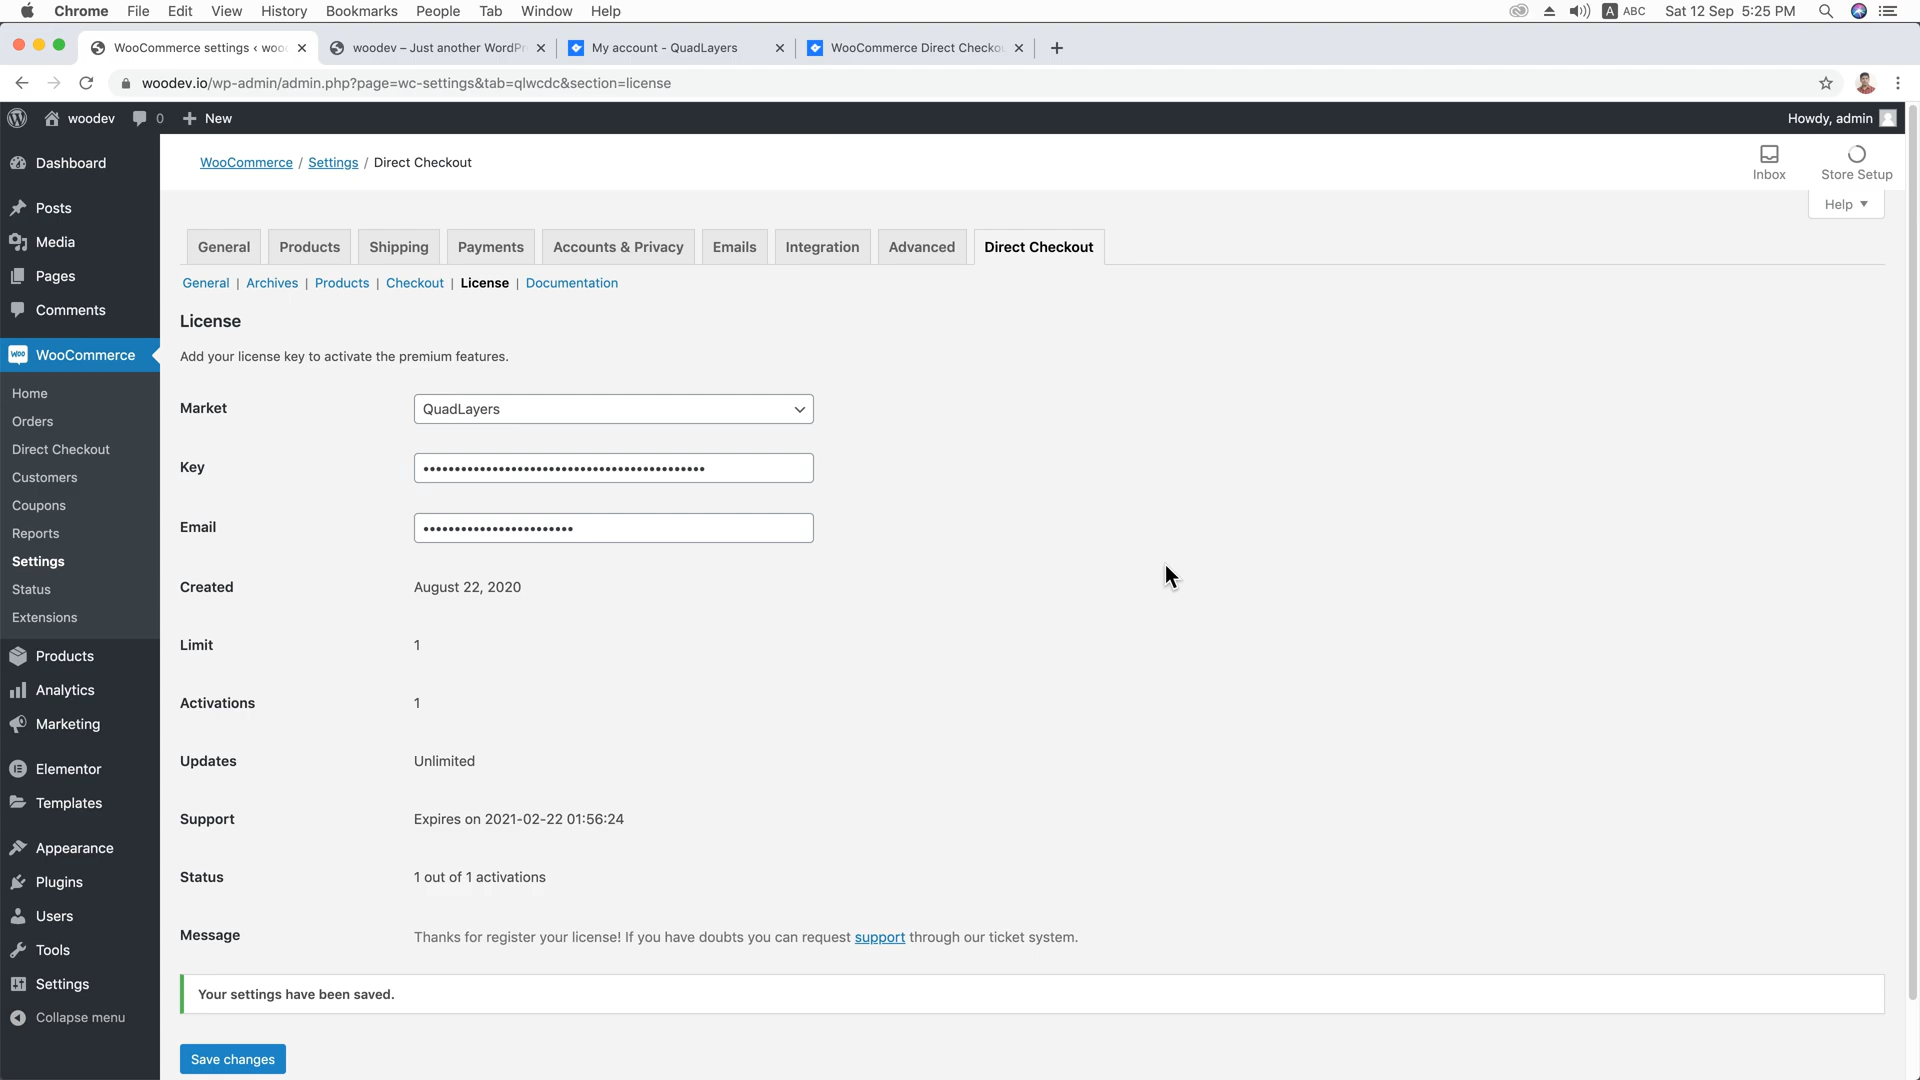 Chrome File Edit View History Bookmarks People Tab Window Help A ABC Sat 12 Sep 5:25 PM
WooCommerce settings ‹ woo
woodev – Just another WordPr
My account - QuadLayers
WooCommerce Direct Checko
woodev.io/wp-admin/admin.php?page=wc-settings&tab=qlwcdc&section=license
woodev 0 New
Howdy, admin
Dashboard
Posts
Media
Pages
Comments
Woo WooCommerce
Home
Orders
Direct Checkout
Customers
Coupons
Reports
Settings
Status
Extensions
Products
Analytics
Marketing
Elementor
Templates
Appearance
Plugins
Users
Tools
Settings
Collapse menu
WooCommerce / Settings / Direct Checkout
Inbox
Store Setup
Help
General Products Shipping Payments Accounts & Privacy Emails Integration Advanced Direct Checkout
General | Archives | Products | Checkout | License | Documentation
License
Add your license key to activate the premium features.
Market QuadLayers
Key •••••••••••••••••••••••••••••••••••••••••••••
Email ••••••••••••••••••••••••
Created August 22, 2020
Limit 1
Activations 1
Updates Unlimited
Support Expires on 2021-02-22 01:56:24
Status 1 out of 1 activations
Message Thanks for register your license! If you have doubts you can request support through our ticket system.
Your settings have been saved.
Save changes